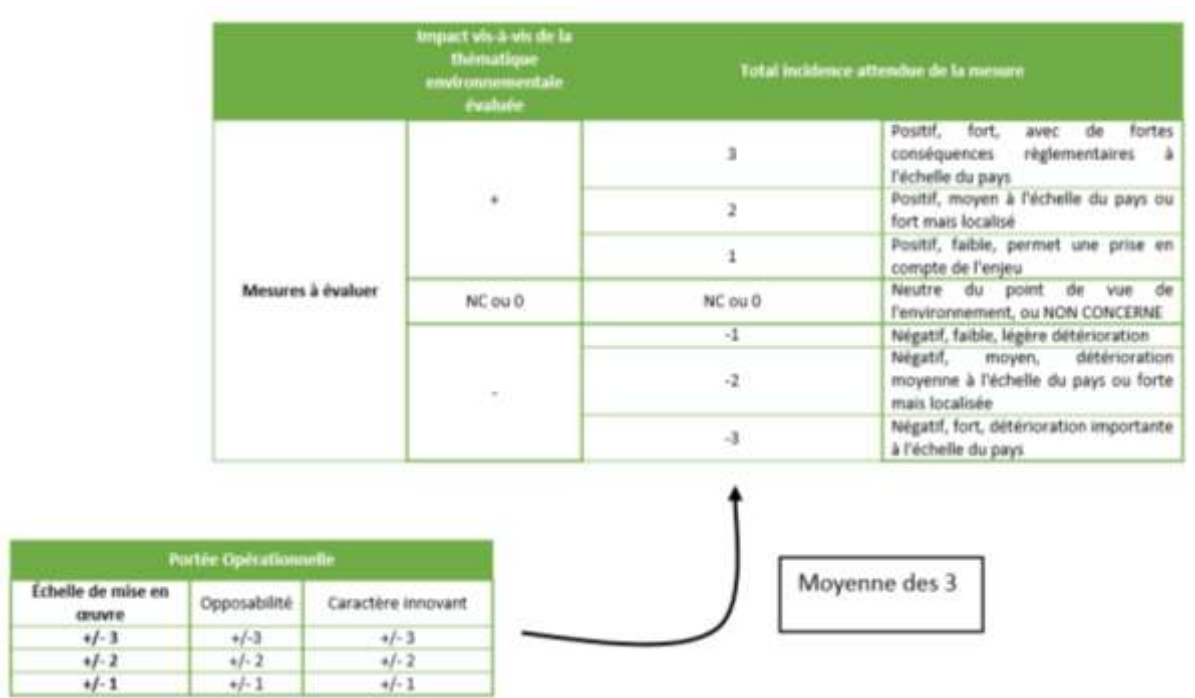 Impact vis-à-vis de la
thématique
environnementale
évaluée
Total incidence attendue de la mesure
Mesures à évaluer
+
3
Positif, fort, avec de fortes
conséquences règlementaires à
l'échelle du pays
2
Positif, moyen à l'échelle du pays ou
fort mais localisé
1
Positif, faible, permet une prise en
compte de l'enjeu
NC ou 0
NC ou 0
Neutre du point de vue de
l'environnement, ou NON CONCERNE
-
-1
Négatif, faible, légère détérioration
-2
Négatif, moyen, détérioration
moyenne à l'échelle du pays ou forte
mais localisée
-3
Négatif, fort, détérioration importante
à l'échelle du pays
Portée Opérationnelle
Échelle de mise en
œuvre
Opposabilité
Caractère innovant
+/- 3
+/-3
+/- 3
+/- 2
+/- 2
+/- 2
+/- 1
+/- 1
+/- 1
Moyenne des 3